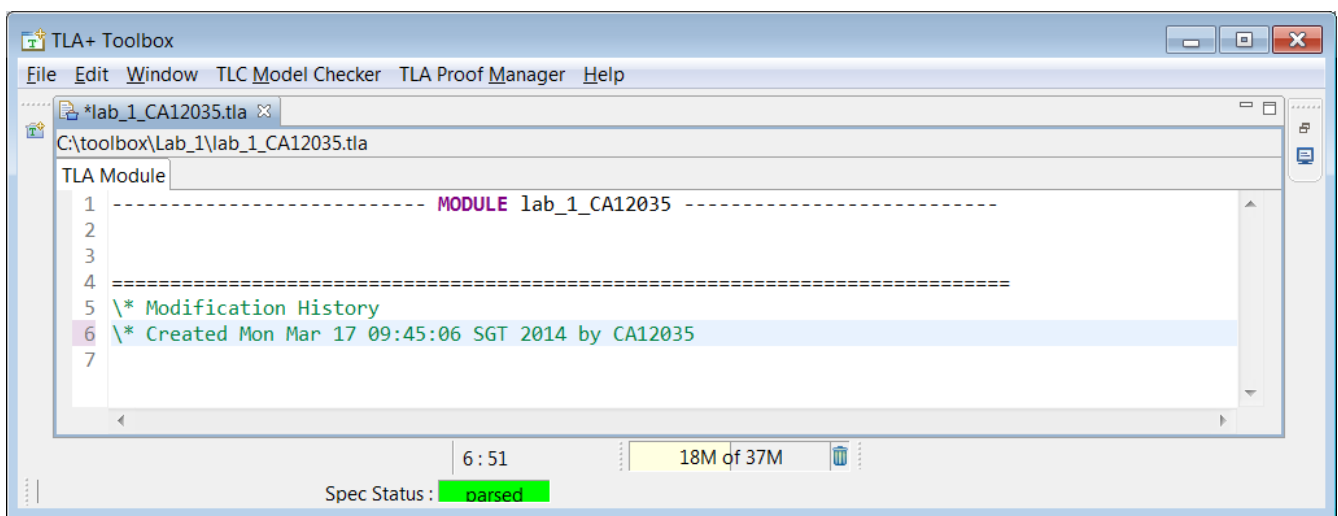 TLA+ Toolbox
File Edit Window TLC Model Checker TLA Proof Manager Help
*lab_1_CA12035.tla
C:\toolbox\Lab_1\lab_1_CA12035.tla
TLA Module
1 --------------------------- MODULE lab_1_CA12035 ---------------------------
2
3
4 =============================================================================
5 \* Modification History
6 \* Created Mon Mar 17 09:45:06 SGT 2014 by CA12035
7
6 : 51 18M of 37M
Spec Status : parsed